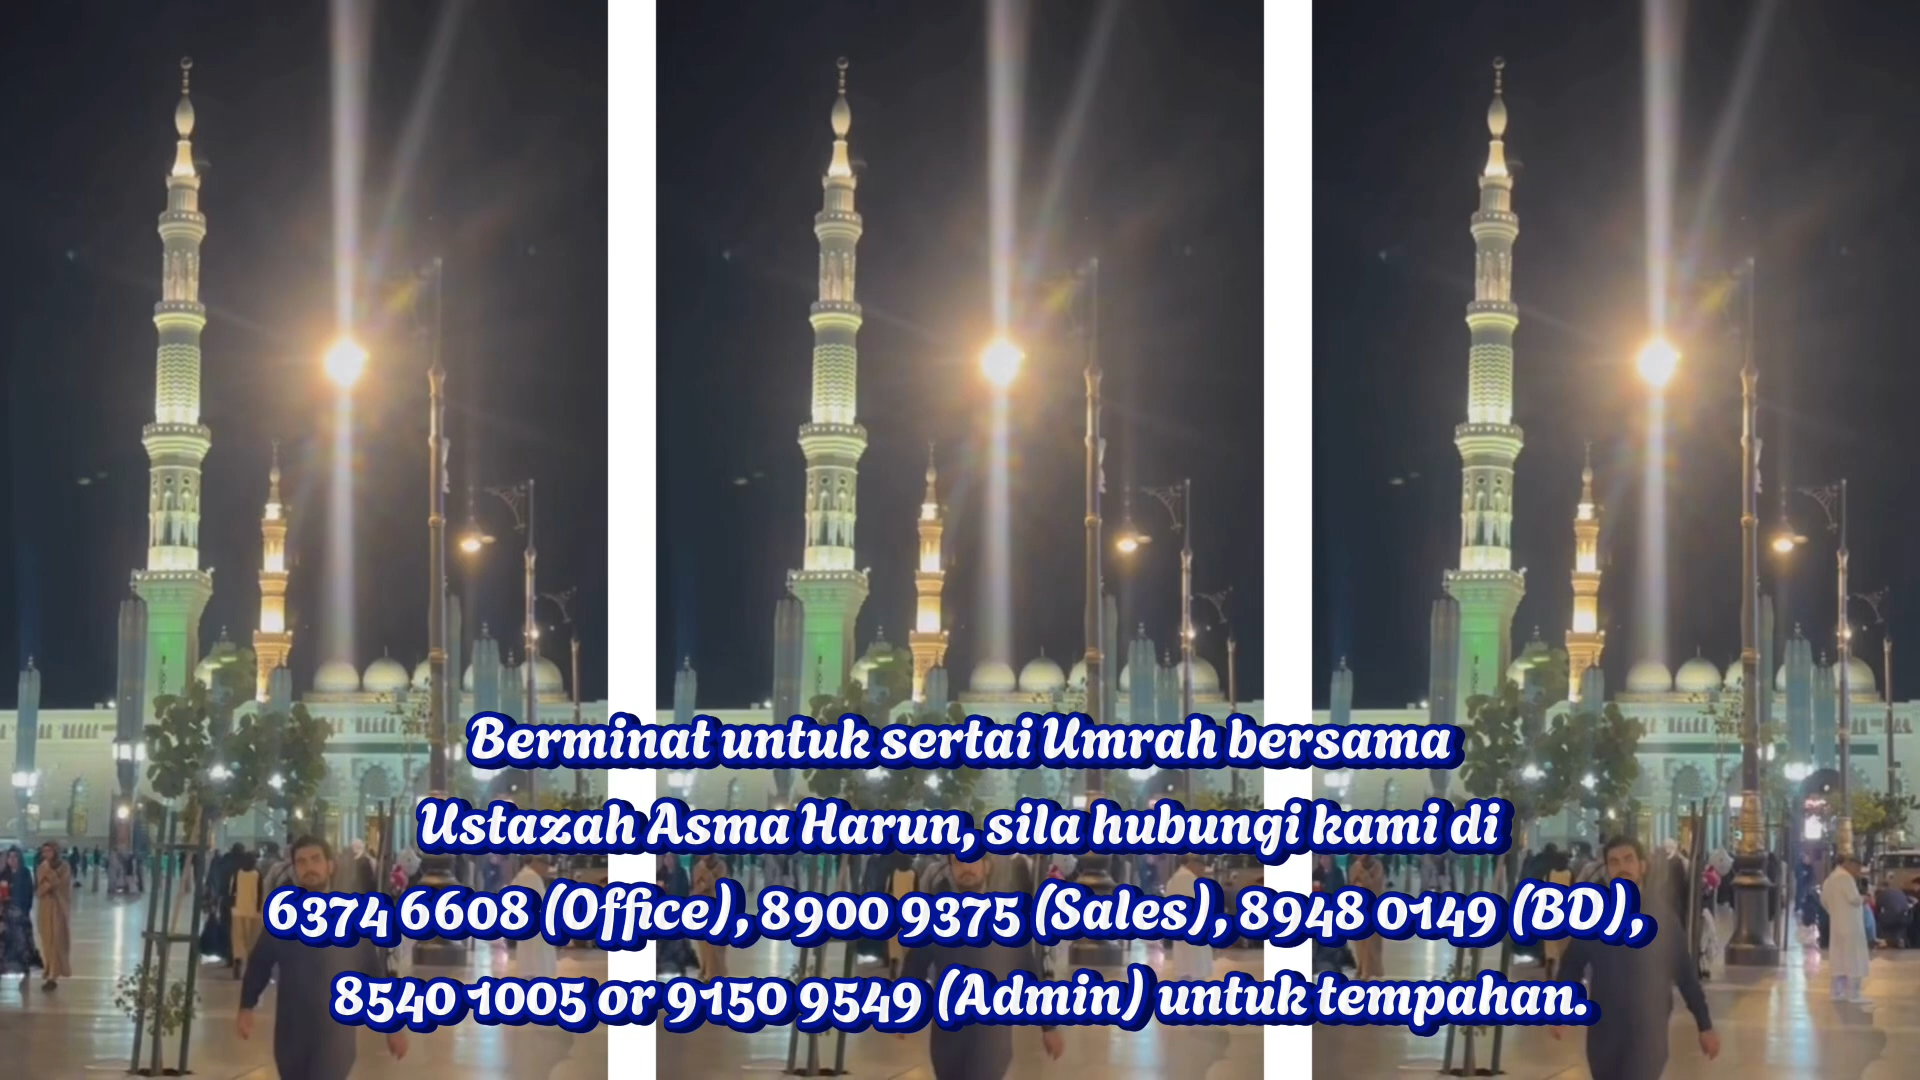 Berminat untuk sertai Umrah bersama
Ustazah Asma Harun, sila hubungi kami di
6374 6608 (Office), 8900 9375 (Sales), 8948 0149 (BD),
8540 1005 or 9150 9549 (Admin) untuk tempahan.